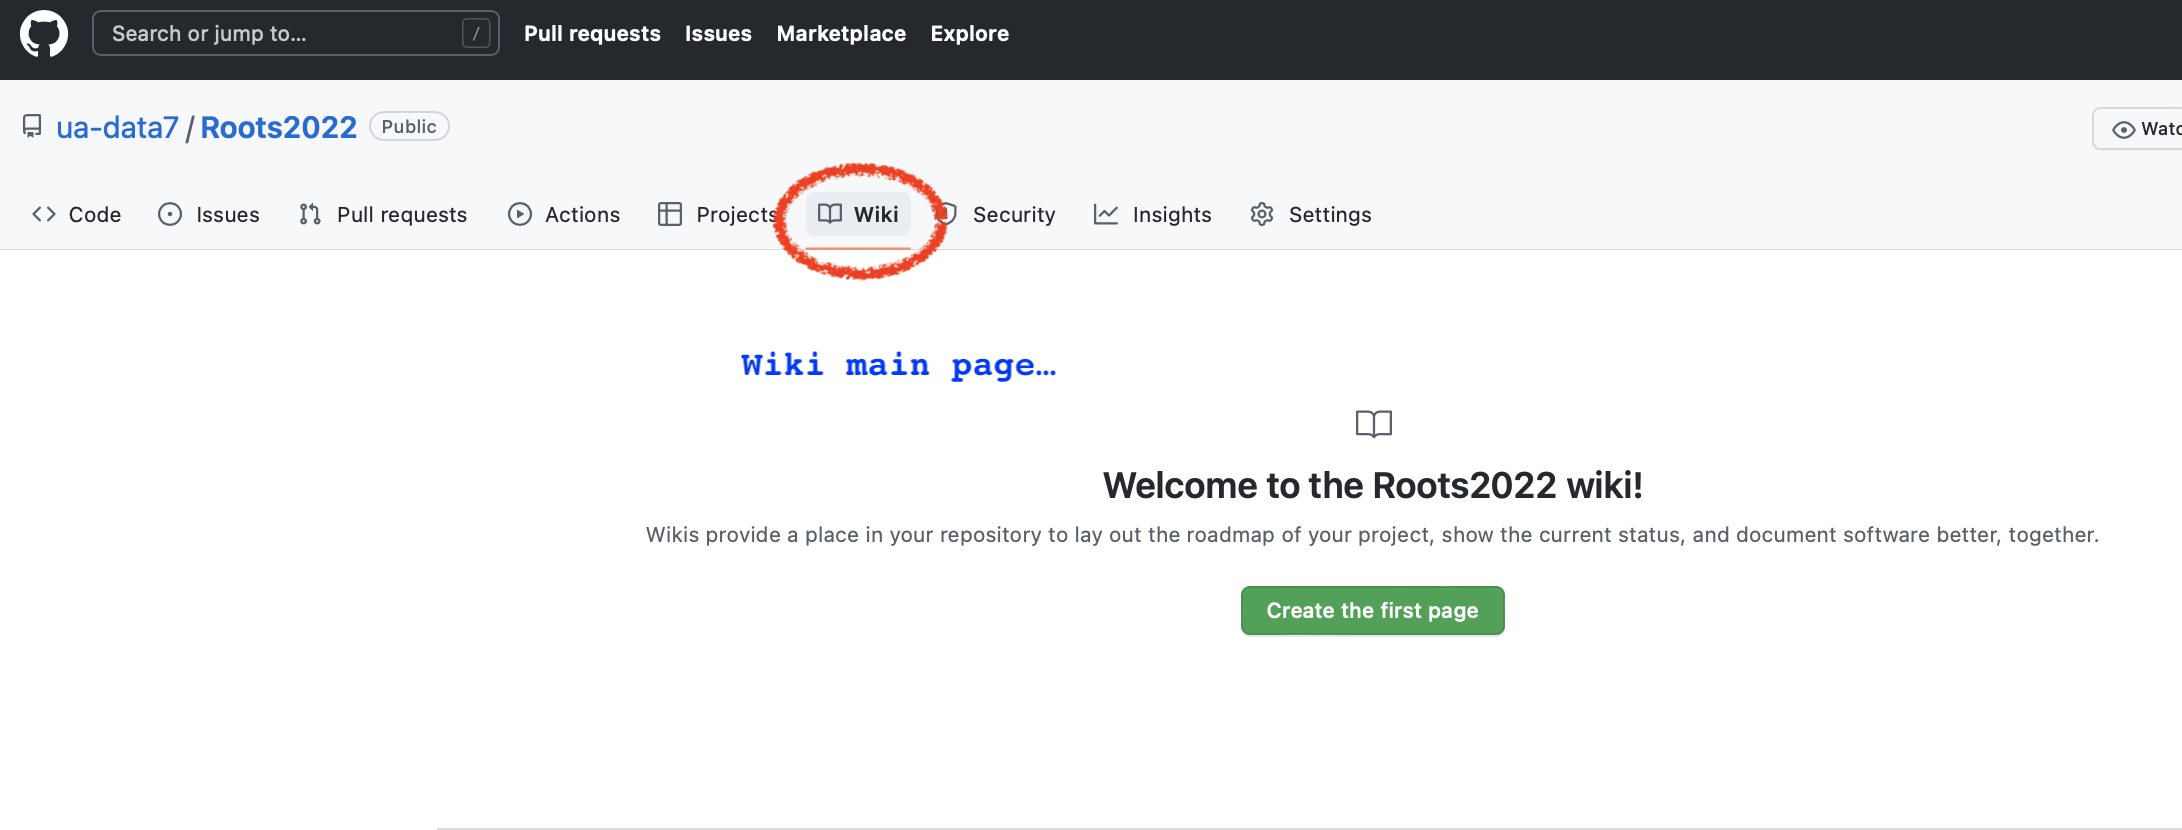 Search or jump to... / Pull requests Issues Marketplace Explore
ua-data7 / Roots2022 Public
Watc
Code Issues Pull requests Actions Projects Wiki Security Insights Settings
Wiki main page…
Welcome to the Roots2022 wiki!
Wikis provide a place in your repository to lay out the roadmap of your project, show the current status, and document software better, together.
Create the first page